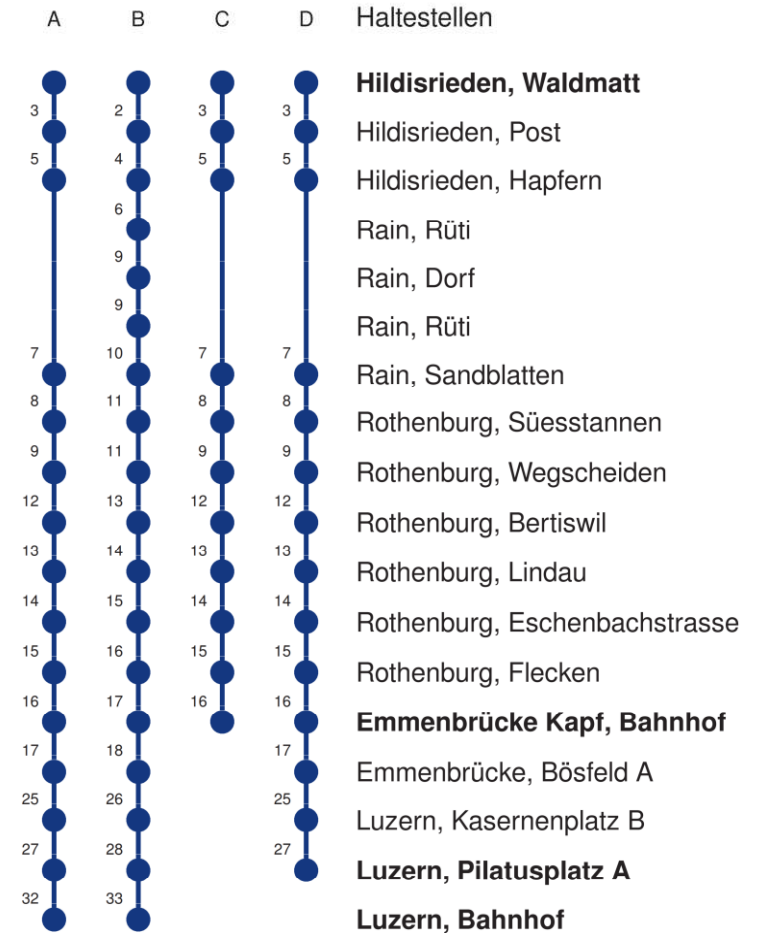 A B C D Haltestellen
Hildisrieden, Waldmatt
3 2 3 3 Hildisrieden, Post
5 4 5 5 Hildisrieden, Hapfern
6 Rain, Rüti
9 Rain, Dorf
9 Rain, Rüti
7 10 7 7 Rain, Sandblatten
8 11 8 8 Rothenburg, Süesstannen
9 11 9 9 Rothenburg, Wegscheiden
12 13 12 12 Rothenburg, Bertiswil
13 14 13 13 Rothenburg, Lindau
14 15 14 14 Rothenburg, Eschenbachstrasse
15 16 15 15 Rothenburg, Flecken
16 17 16 16 Emmenbrücke Kapf, Bahnhof
17 18 17 Emmenbrücke, Bösfeld A
25 26 25 Luzern, Kasernenplatz B
27 28 27 Luzern, Pilatusplatz A
32 33 Luzern, Bahnhof